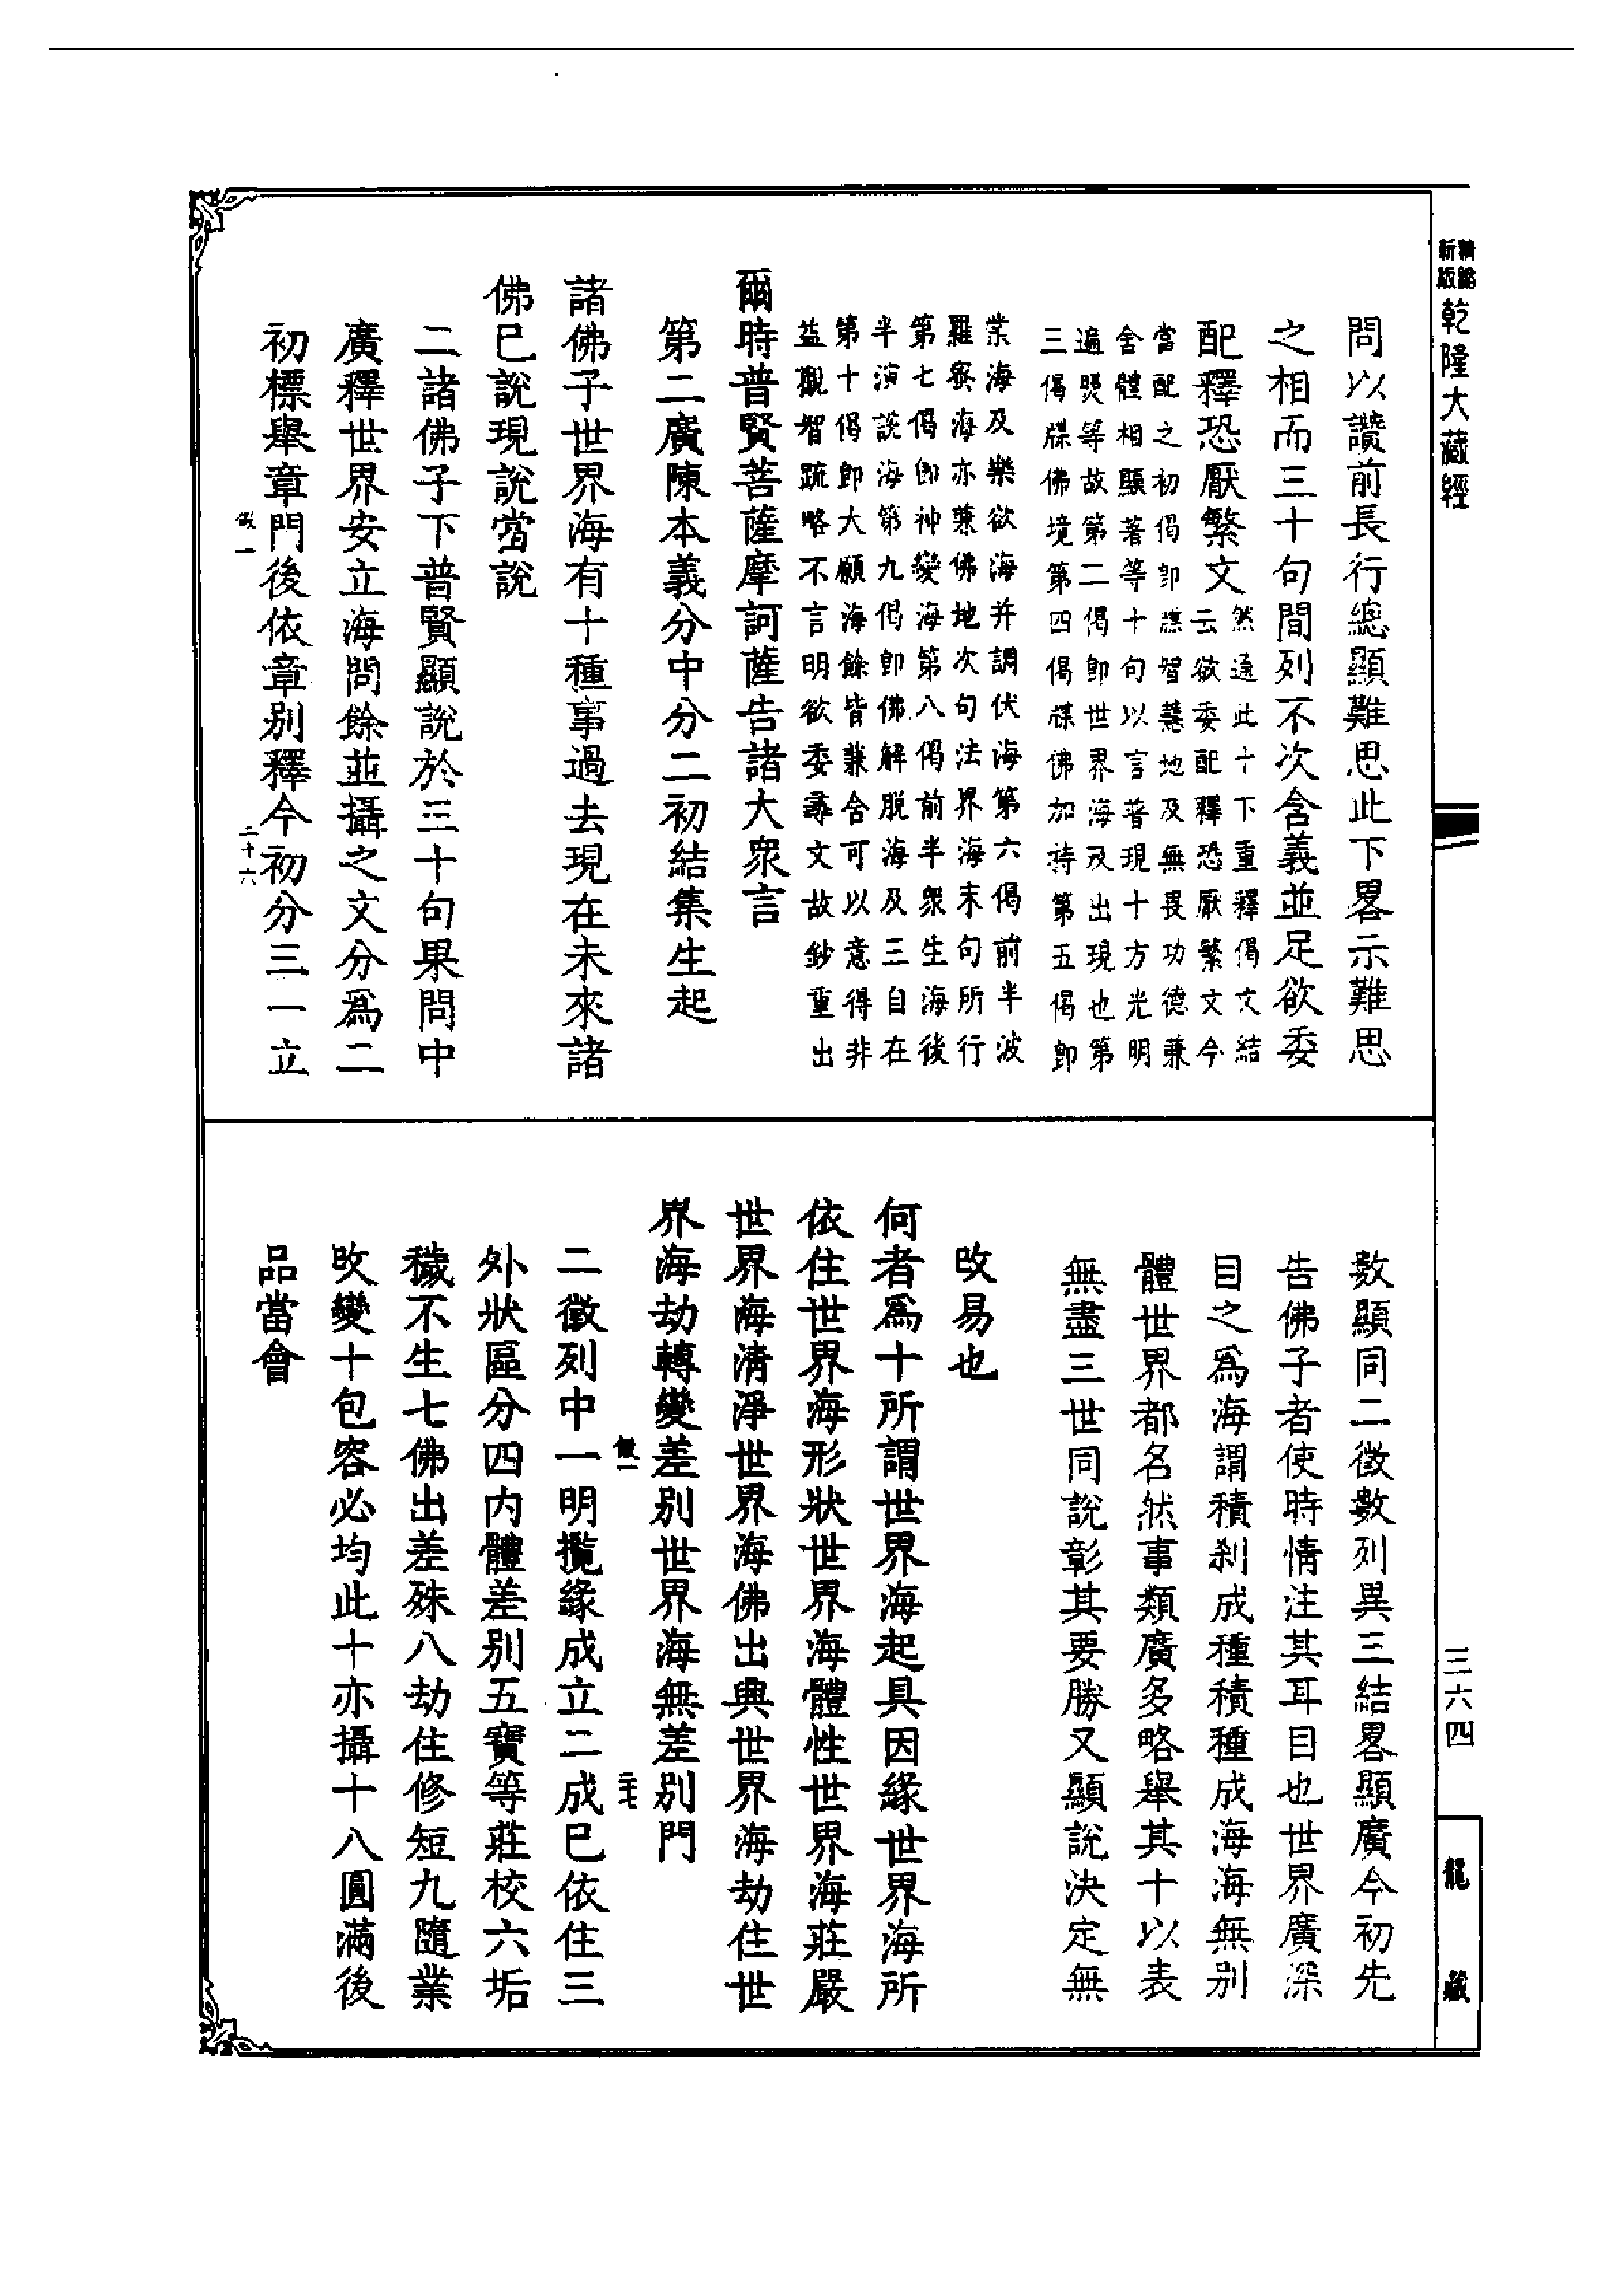 精縮
新版
乾隆大藏經
問以讚前長行總顯難思此下畧示難思
之相而三十句間列不次含義並足欲委
配釋恐厭繁文
然通此十下重釋偈文結
云欲委配釋恐厭繁文今
當配之初偈即牒智慧地及無畏功德兼
舍體相顯著等十句以言普現十方光明
遍照等故第二偈即世界海及出現也第
三偈牒佛境第四偈牒佛加持第五偈即
業海及樂欲海并調伏海第六偈前半波
羅蜜海亦兼佛地次句法界海末句所行
第七偈即神變海第八偈前半眾生海後
半演說海第九偈即佛解脫海及三自在
第十偈即大願海餘皆兼含可以意得非
益觀智疏略不言明欲委尋文故鈔重出
爾時普賢菩薩摩訶薩告諸大眾言
第二廣陳本義分中分二初結集生起
諸佛子世界海有十種事過去現在未來諸
佛已說現說當說
二諸佛子下普賢顯說於三十句果問中
廣釋世界安立海問餘並攝之文分爲二
初標舉章門後依章別釋今初分三一立
二十六
數顯同二徵數列異三結畧顯廣今初先
告佛子者使時情注其耳目也世界廣深
目之爲海謂積刹成種積種成海海無別
體世界都名然事類廣多略舉其十以表
無盡三世同說彰其要勝又顯說決定無
改易也
何者爲十所謂世界海起具因緣世界海所
依住世界海形狀世界海體性世界海莊嚴
世界海清淨世界海佛出興世界海劫住世
界海劫轉變差別世界海無差別門
二徵列中一明攬緣成立二成已依住三
外狀區分四內體差別五寶等莊校六垢
穢不生七佛出差殊八劫住修短九隨業
改變十包容必均此十亦攝十八圓滿後
品當會
三六四
龍藏